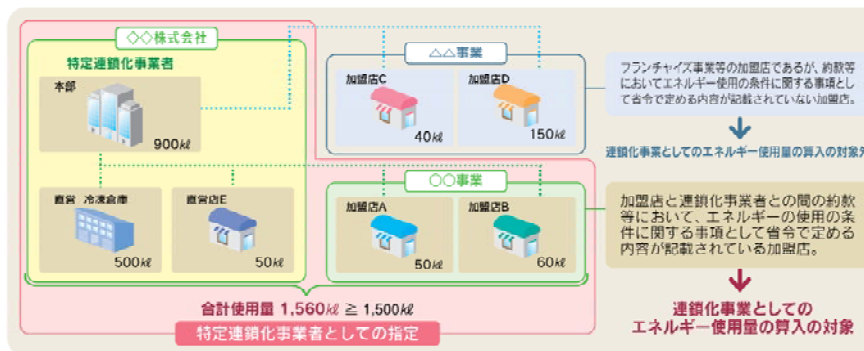 ◇◇株式会社
特定連鎖化事業者
本部
900㎘
直営 冷凍倉庫
500㎘
直営店E
50㎘
△△事業
加盟店C
40㎘
加盟店D
150㎘
○○事業
加盟店A
50㎘
加盟店B
60㎘
合計使用量 1,560㎘ ≧ 1,500㎘
特定連鎖化事業者としての指定
フランチャイズ事業等の加盟店であるが、約款等
においてエネルギー使用の条件に関する事項とし
て省令で定める内容が記載されていない加盟店。
連鎖化事業としてのエネルギー使用量の算入の対象
加盟店と連鎖化事業者との間の約款
等において、エネルギーの使用の条
件に関する事項として省令で定める
内容が記載されている加盟店。
連鎖化事業としての
エネルギー使用量の算入の対象